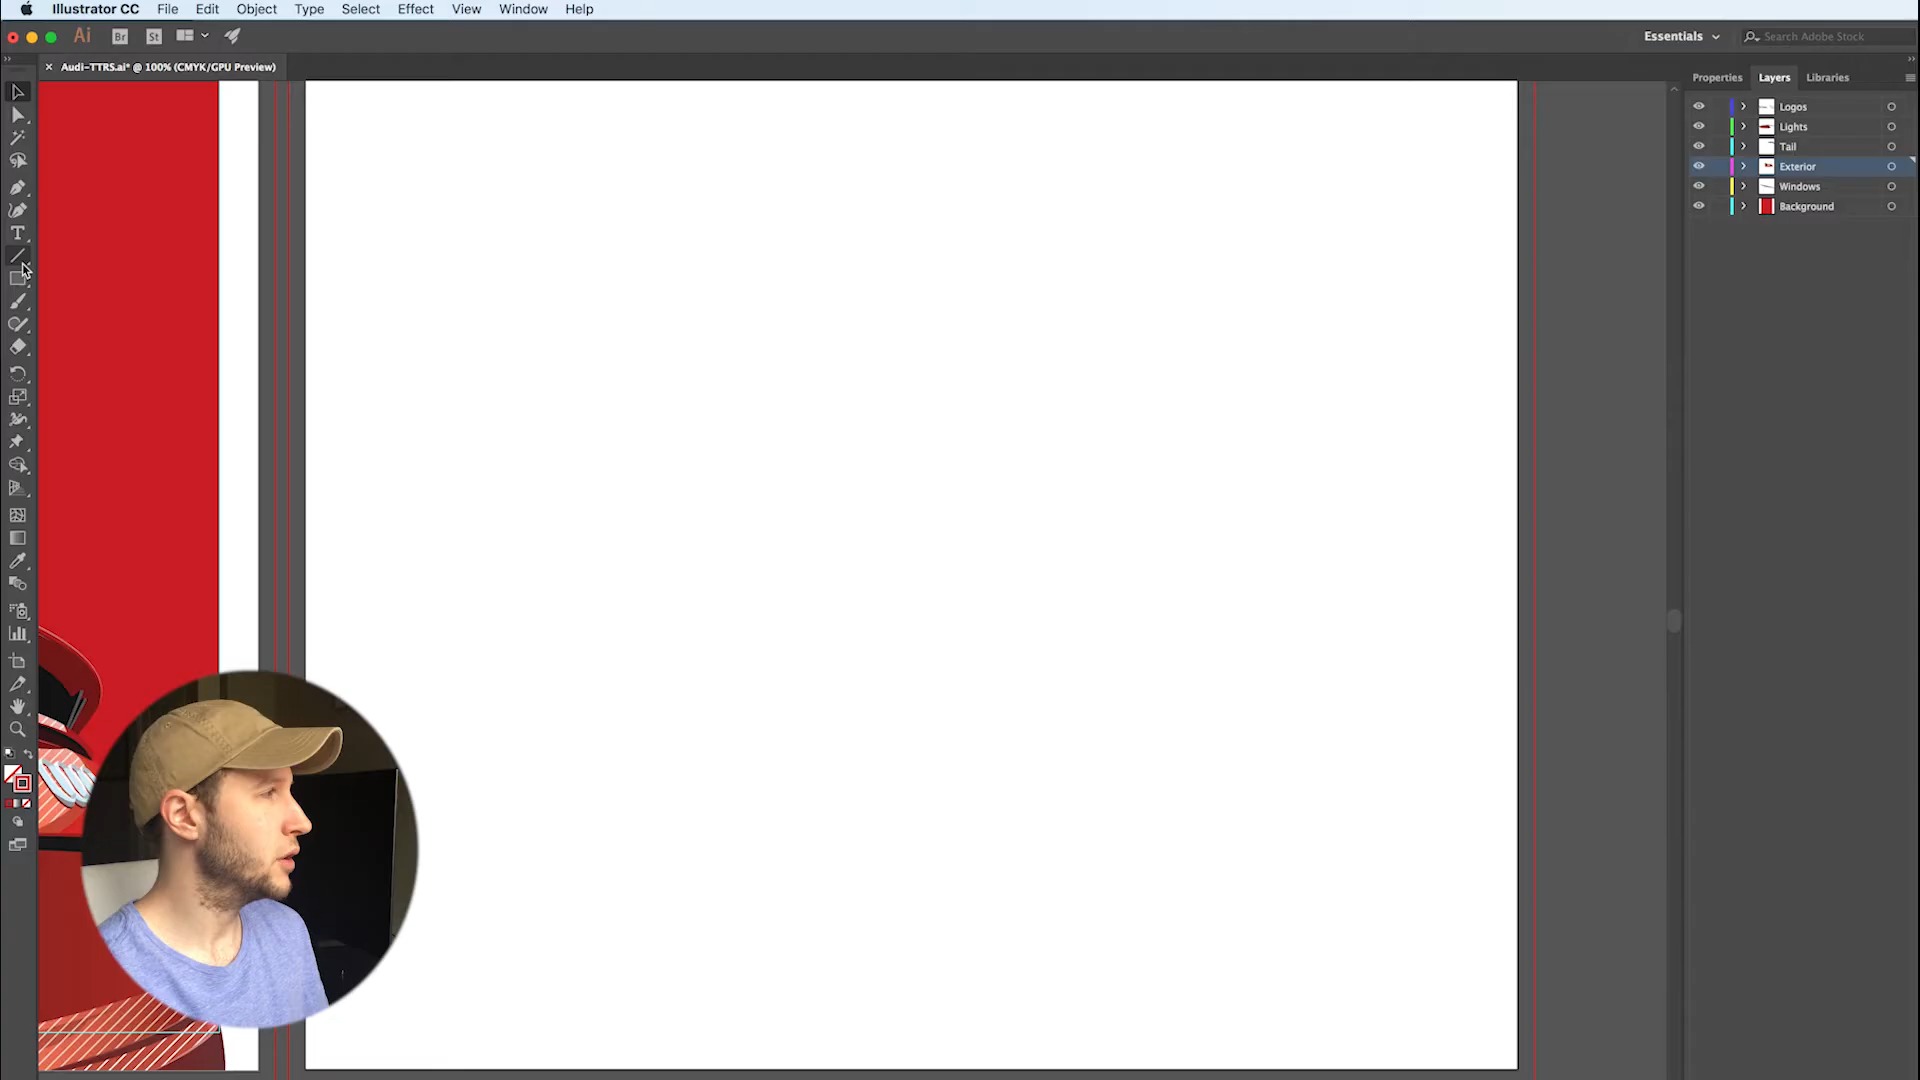 Illustrator CC File Edit Object Type Select Effect View Window Help
Ai Br St Essentials Search Adobe Stock
Audi-TTRS.ai* @ 100% (CMYK/GPU Preview)
Properties Layers Libraries
Logos
Lights
Tail
Exterior
Windows
Background
T